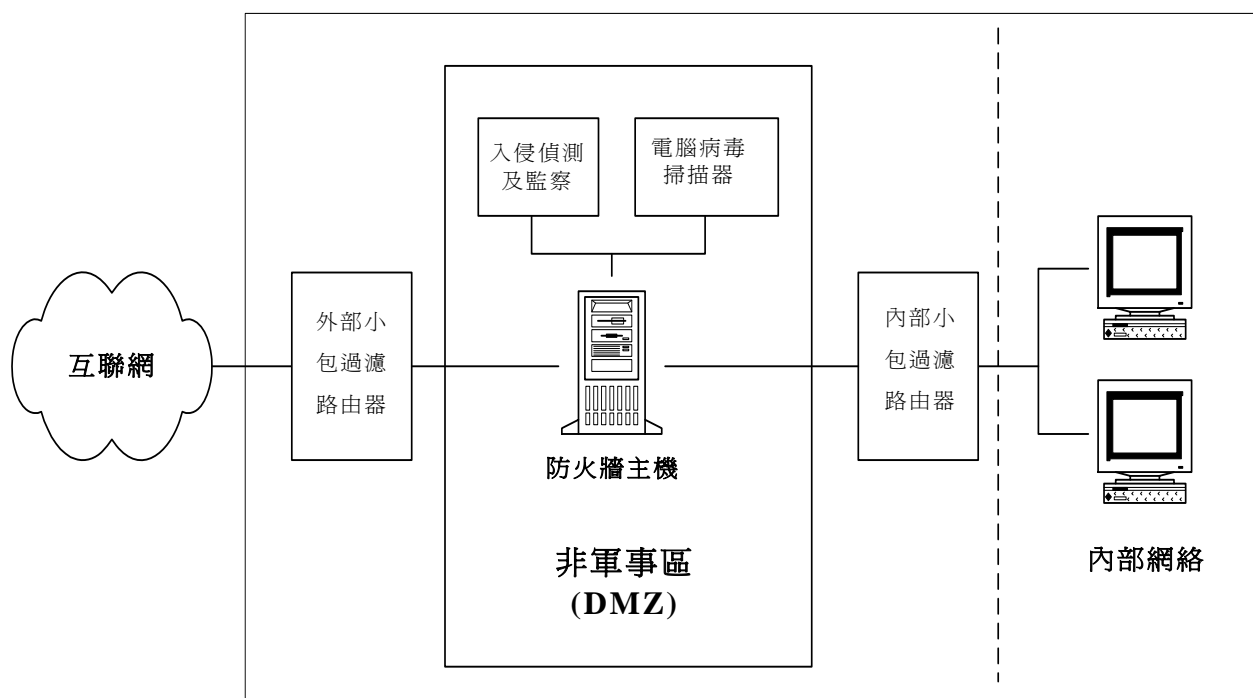 互聯網
外部小
包過濾
路由器
入侵偵測
及監察
電腦病毒
掃描器
防火牆主機
非軍事區
(DMZ)
內部小
包過濾
路由器
內部網絡